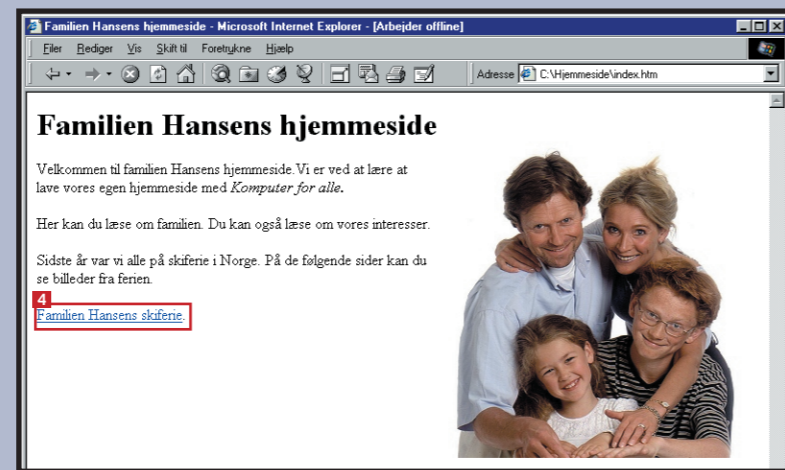 Familien Hansens hjemmeside - Microsoft Internet Explorer - [Arbejder offline]
Filer Rediger Vis Skift til Foretrukne Hjælp
Adresse C:\Hjemmeside\index.htm
Familien Hansens hjemmeside
Velkommen til familien Hansens hjemmeside.Vi er ved at lære at
lave vores egen hjemmeside med Komputer for alle.
Her kan du læse om familien. Du kan også læse om vores interesser.
Sidste år var vi alle på skiferie i Norge. På de følgende sider kan du
se billeder fra ferien.
4
Familien Hansens skiferie.